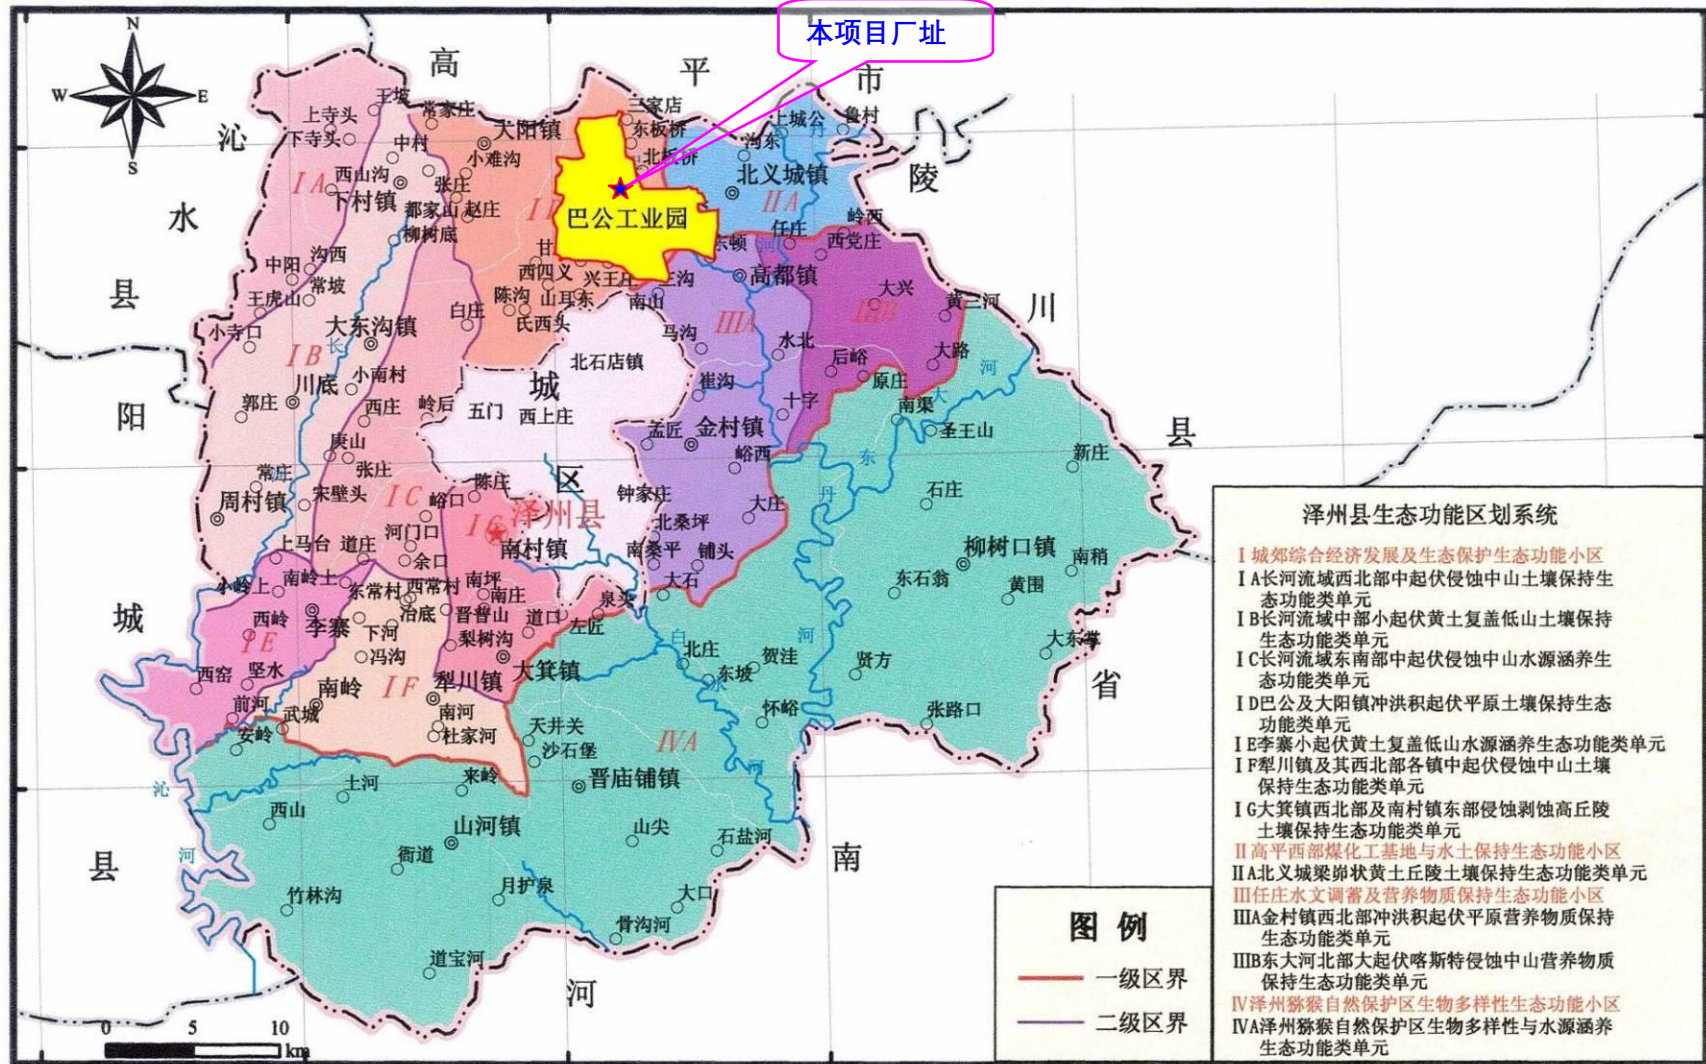 本项目厂址
N
W
E
S
高
平
市
沁
水
县
阳
城
县
陵
川
县
河
南
省
王坡
上寺头
下寺头
常家庄
大阳镇
三家店
东板桥
北板桥
上城公
鲁村
丹
中村
小难沟
沟东
西山沟
下村镇
张庄
I A
都家山
赵庄
柳树底
巴公工业园
北义城镇
II A
岭西
任庄
西党庄
河
中阳
沟西
常坡
王虎山
小寺口
大东沟镇
白庄
西四义
兴王庄
陈沟
山耳东
氏西头
南山
高都镇
大兴
黄三河
马沟
IIIA
水北
后峪
原庄
大路
I B
长
北石店镇
城
区
五门
西上庄
川底
小南村
郭庄
西庄
岭后
崔沟
十字
南渠
圣王山
河
大
东
丹
孟匠
金村镇
峪西
新庄
庚山
张庄
常庄
宋壁头
周村镇
I C
峪口
陈庄
I G
泽州县
南村镇
钟家庄
大庄
石庄
北桑坪
南桑平
铺头
大石
上马台
道庄
河门口
余口
小岭上
南岭上
东常村
西常村
南坪
南庄
泉头
柳树口镇
南稍
东石翁
黄围
西岭
李寨
下河
冶底
晋普山
道口
左匠
I E
冯沟
梨树沟
大箕镇
西窑
坚水
南岭
I F
犁川镇
白
水
河
河
北庄
东坡
贺洼
贤方
大东掌
前河
武城
南河
杜家河
怀峪
张路口
安岭
天井关
沙石堡
IVA
沁
河
土河
来岭
晋庙铺镇
西山
山河镇
山尖
石盐河
衙道
竹林沟
月护泉
大口
骨沟河
道宝河
0 5 10
km
图 例
一级区界
二级区界
泽州县生态功能区划系统
I 城郊综合经济发展及生态保护生态功能小区
I A长河流域西北部中起伏侵蚀中山土壤保持生
态功能类单元
I B长河流域中部小起伏黄土复盖低山土壤保持
生态功能类单元
I C长河流域东南部中起伏侵蚀中山水源涵养生
态功能类单元
I D巴公及大阳镇冲洪积起伏平原土壤保持生态
功能类单元
I E李寨小起伏黄土复盖低山水源涵养生态功能类单元
I F犁川镇及其西北部各镇中起伏侵蚀中山土壤
保持生态功能类单元
I G大箕镇西北部及南村镇东部侵蚀剥蚀高丘陵
土壤保持生态功能类单元
II 高平西部煤化工基地与水土保持生态功能小区
II A北义城梁峁状黄土丘陵土壤保持生态功能类单元
III任庄水文调蓄及营养物质保持生态功能小区
IIIA金村镇西北部冲洪积起伏平原营养物质保持
生态功能类单元
IIIB东大河北部大起伏喀斯特侵蚀中山营养物质
保持生态功能类单元
IV泽州猕猴自然保护区生物多样性生态功能小区
IVA泽州猕猴自然保护区生物多样性与水源涵养
生态功能类单元